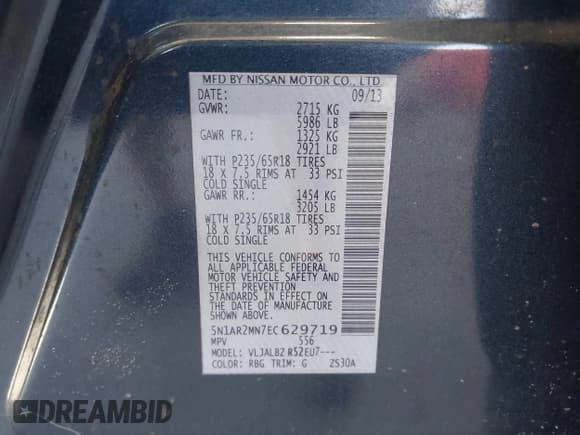 MFD BY NISSAN MOTOR CO., LTD.
DATE: 09/13
GVWR: 2715 KG
5986 LB
GAWR FR.: 1325 KG
2921 LB
WITH P235/65R18 TIRES
18 X 7.5 RIMS AT 33 PSI
COLD SINGLE
GAWR RR.: 1454 KG
3205 LB
WITH P235/65R18 TIRES
18 X 7.5 RIMS AT 33 PSI
COLD SINGLE
THIS VEHICLE CONFORMS TO
ALL APPLICABLE FEDERAL
MOTOR VEHICLE SAFETY AND
THEFT PREVENTION
STANDARDS IN EFFECT ON
THE DATE OF MANUFACTURE
SHOWN ABOVE.
5N1AR2MN7EC629719
MPV 556
MODEL: VLJALBZ R52EU7---
COLOR: RBG TRIM: G ZS30A
DREAMBID